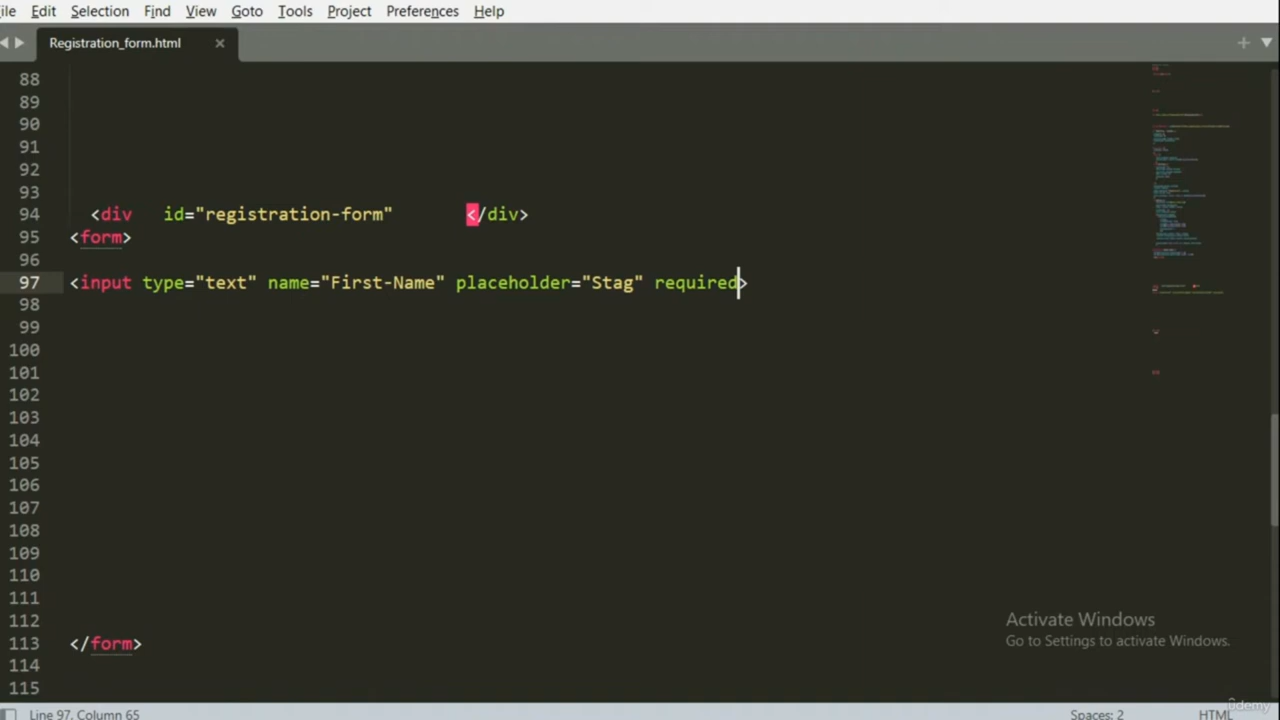 ile Edit Selection Find View Goto Tools Project Preferences Help
Registration_form.html
88
89
90
91
92
93
94 <div id="registration-form" </div>
95 <form>
96
97 <input type="text" name="First-Name" placeholder="Stag" required>
98
99
100
101
102
103
104
105
106
107
108
109
110
111
112
113 </form>
114
115
Activate Windows
Go to Settings to activate Windows.
Line 97, Column 65 Spaces: 2 HTML
Udemy